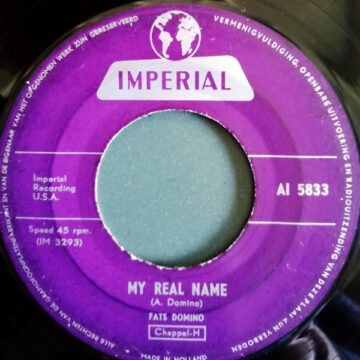 IMPERIAL
Imperial
Recording
U.S.A.
AI 5833
Speed 45 rpm.
(IM 3293)
MY REAL NAME
(A. Domino)
FATS DOMINO
Chappel-H
MADE IN HOLLAND
ALLE RECHTEN VAN DE GRAMOFOONPLATENFABRIKANT EN VAN DE EIGENAAR VAN HET OPGENOMEN WERK ZIJN GERESERVEERD
VERMENIGVULDIGING, OPENBARE UITVOERING EN RADIOUITZENDING VAN DEZE PLAAT ZIJN VERBODEN